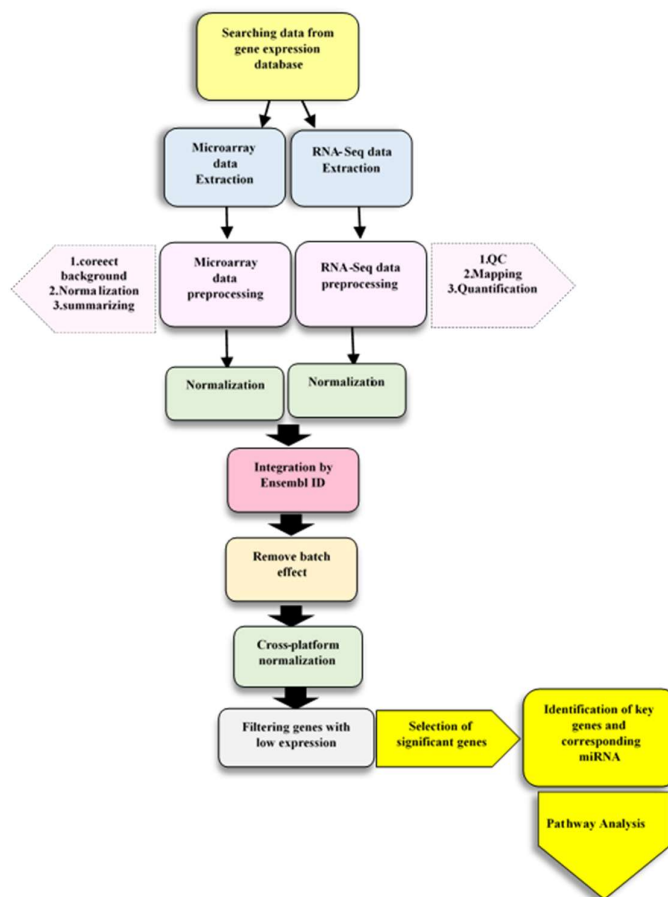 Searching data from
gene expression
database
Microarray
data
Extraction
RNA-Seq data
Extraction
1.coreect
background
2.Normalization
3.summarizing
Microarray
data
preprocessing
RNA-Seq data
preprocessing
1.QC
2.Mapping
3.Quantification
Normalization
Normalization
Integration by
Ensembl ID
Remove batch
effect
Cross-platform
normalization
Filtering genes with
low expression
Selection of
significant genes
Identification of key
genes and
corresponding
miRNA
Pathway Analysis